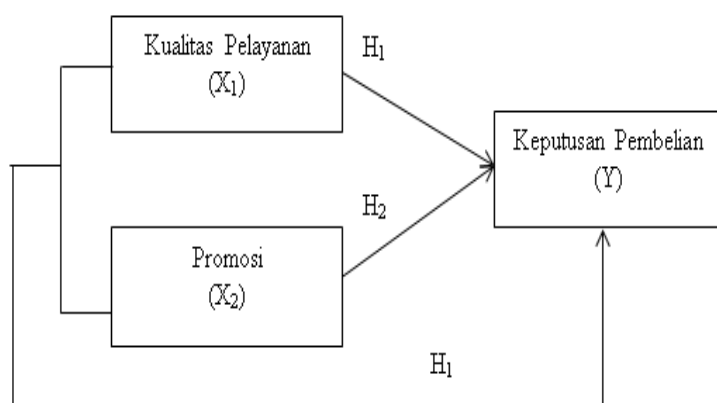 Kualitas Pelayanan
(X₁)
H₁
Keputusan Pembelian
(Y)
H₂
Promosi
(X₂)
H₁